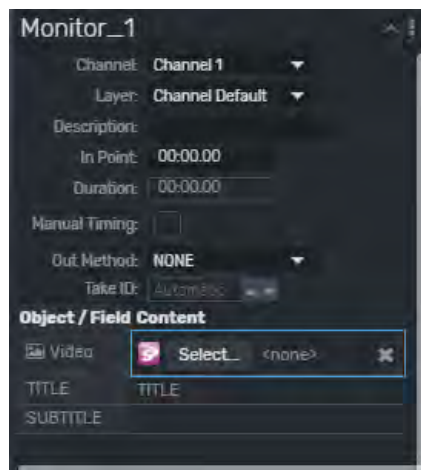 Monitor_1
Channel: Channel 1
Layer: Channel Default
Description:
In Point: 00:00.00
Duration: 00:00.00
Manual Timing:
Out Method: NONE
Take ID: Automatic
Object / Field Content
Video Select... <none>
TITLE TITLE
SUBTITLE